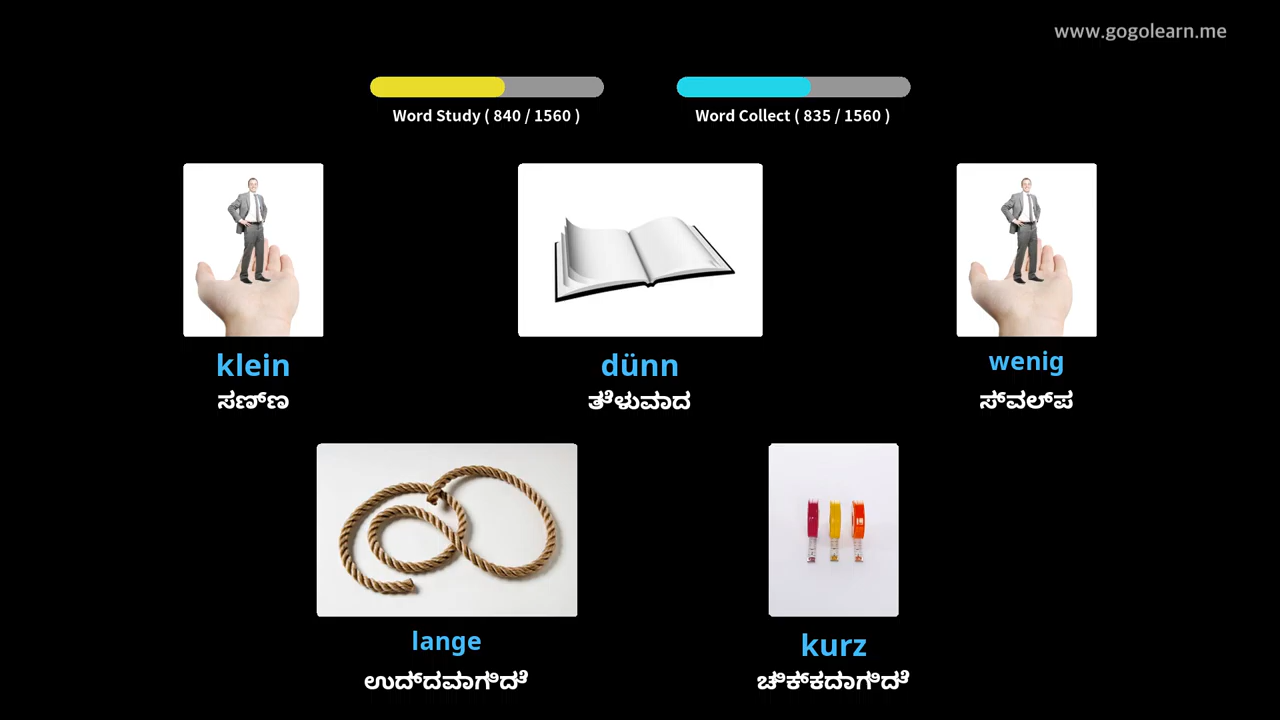 www.gogolearn.me
Word Study ( 840 / 1560 )
Word Collect ( 835 / 1560 )
klein
ಸಣ್ಣ
dünn
ತೆಳುವಾದ
wenig
ಸ್ವಲ್ಪ
lange
ಉದ್ದವಾಗಿದೆ
kurz
ಚಿಕ್ಕದಾಗಿದೆ